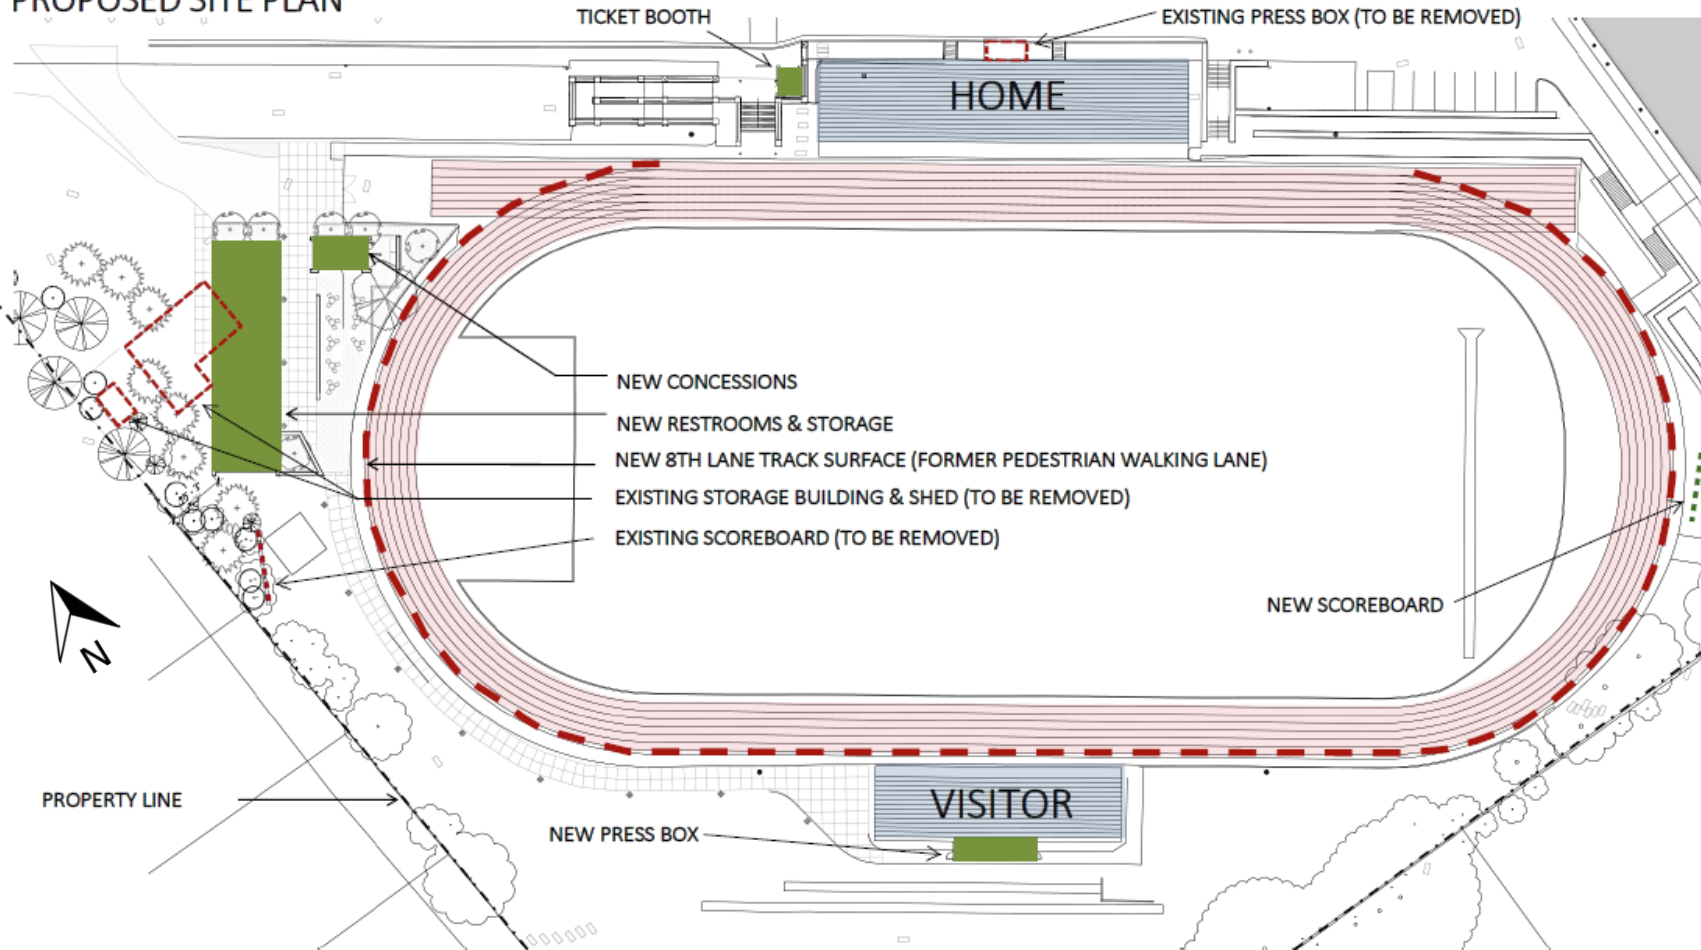 PROPOSED SITE PLAN
TICKET BOOTH
EXISTING PRESS BOX (TO BE REMOVED)
HOME
NEW CONCESSIONS
NEW RESTROOMS & STORAGE
NEW 8TH LANE TRACK SURFACE (FORMER PEDESTRIAN WALKING LANE)
EXISTING STORAGE BUILDING & SHED (TO BE REMOVED)
EXISTING SCOREBOARD (TO BE REMOVED)
NEW SCOREBOARD
N
PROPERTY LINE
VISITOR
NEW PRESS BOX